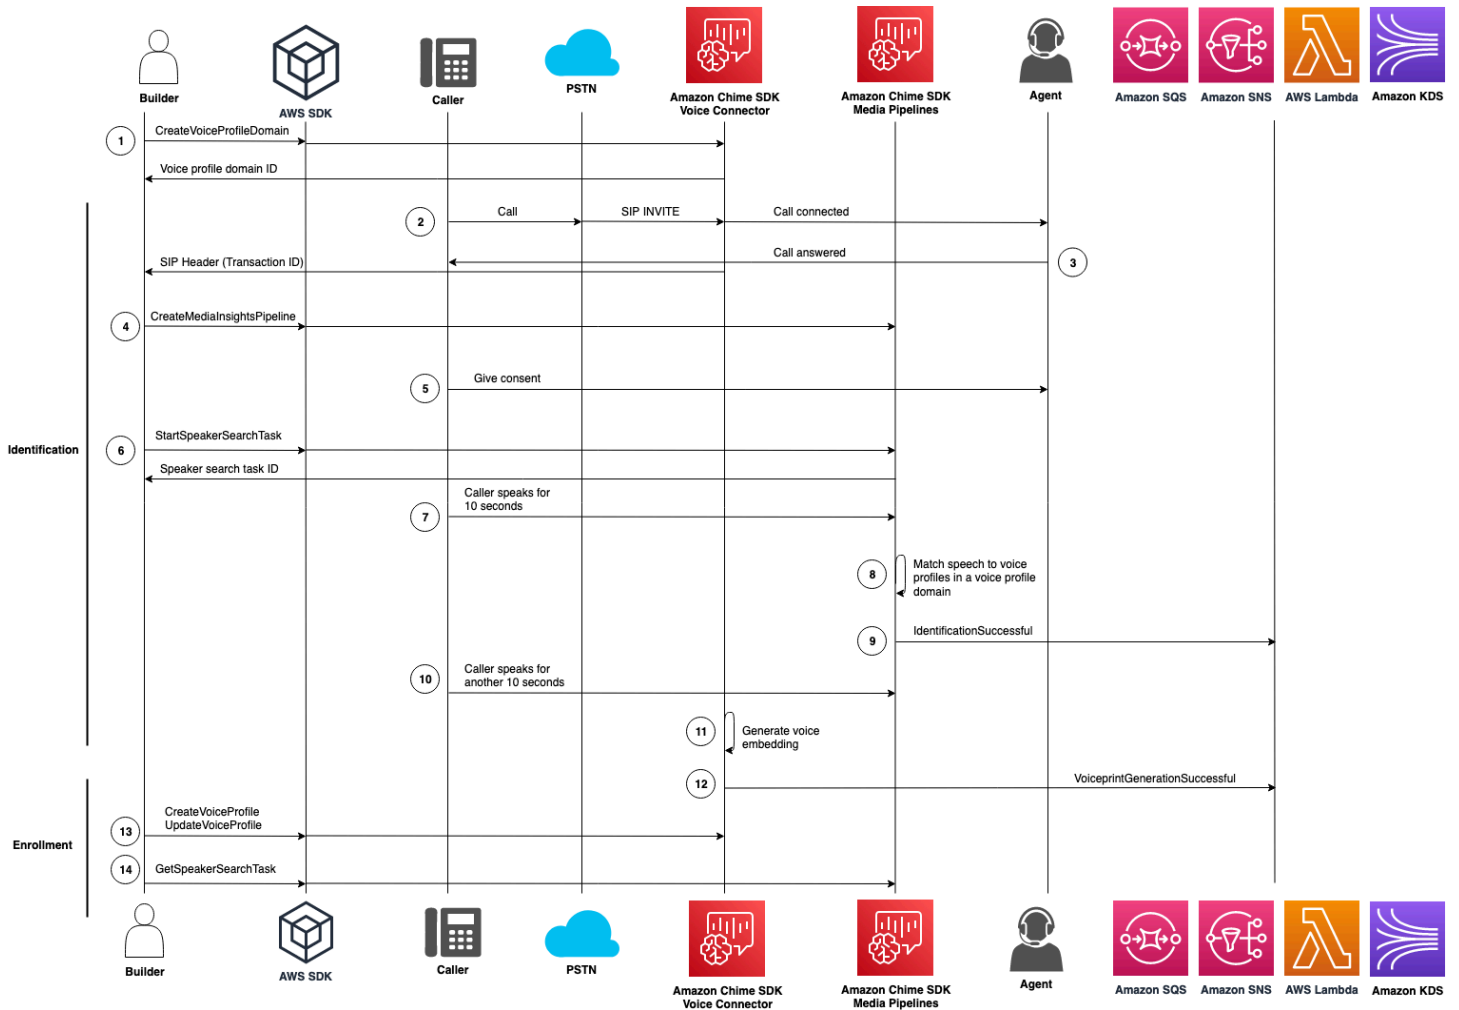 Builder
AWS SDK
Caller
PSTN
Amazon Chime SDK
Voice Connector
Amazon Chime SDK
Media Pipelines
Agent
Amazon SQS
Amazon SNS
AWS Lambda
Amazon KDS
1
CreateVoiceProfileDomain
Voice profile domain ID
2
Call
SIP INVITE
Call connected
Call answered
3
SIP Header (Transaction ID)
4
CreateMediaInsightsPipeline
5
Give consent
Identification
6
StartSpeakerSearchTask
Speaker search task ID
7
Caller speaks for
10 seconds
8
Match speech to voice
profiles in a voice profile
domain
9
IdentificationSuccessful
10
Caller speaks for
another 10 seconds
11
Generate voice
embedding
12
VoiceprintGenerationSuccessful
Enrollment
13
CreateVoiceProfile
UpdateVoiceProfile
14
GetSpeakerSearchTask
Builder
AWS SDK
Caller
PSTN
Amazon Chime SDK
Voice Connector
Amazon Chime SDK
Media Pipelines
Agent
Amazon SQS
Amazon SNS
AWS Lambda
Amazon KDS